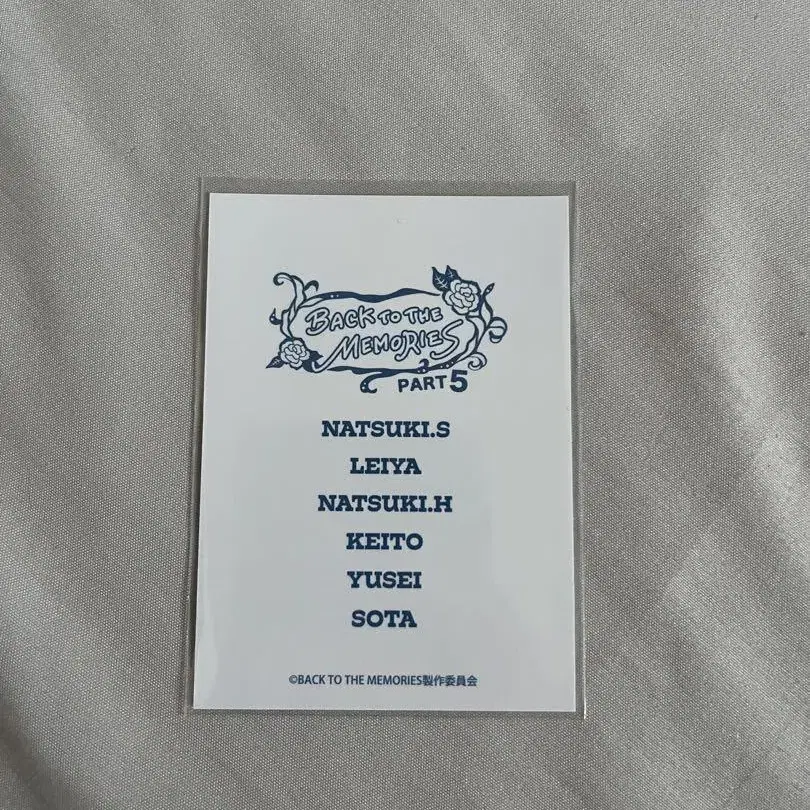 BACK TO THE
MEMORIES
PART 5
NATSUKI.S
LEIYA
NATSUKI.H
KEITO
YUSEI
SOTA
©BACK TO THE MEMORIES製作委員会